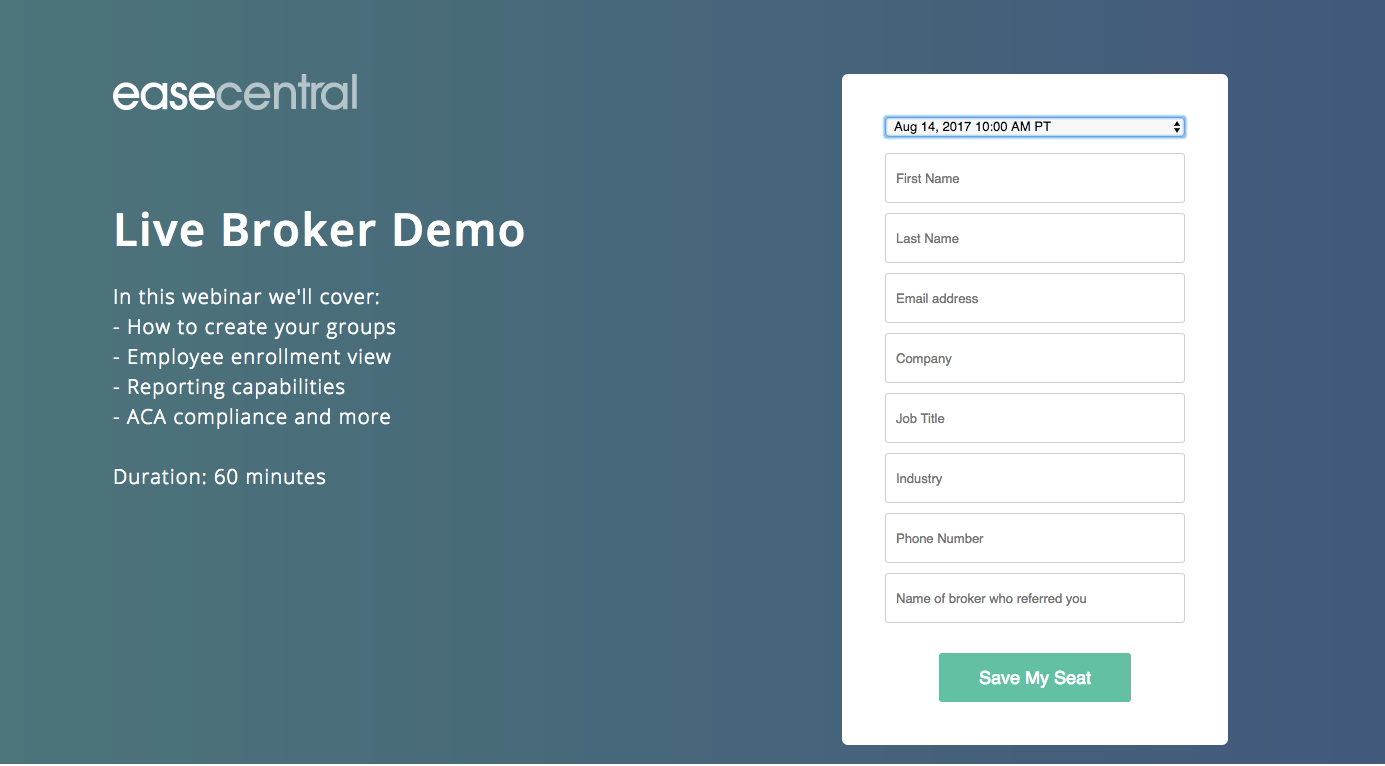 easecentral
Live Broker Demo
In this webinar we'll cover:
- How to create your groups
- Employee enrollment view
- Reporting capabilities
- ACA compliance and more
Duration: 60 minutes
Aug 14, 2017 10:00 AM PT
First Name
Last Name
Email address
Company
Job Title
Industry
Phone Number
Name of broker who referred you
Save My Seat